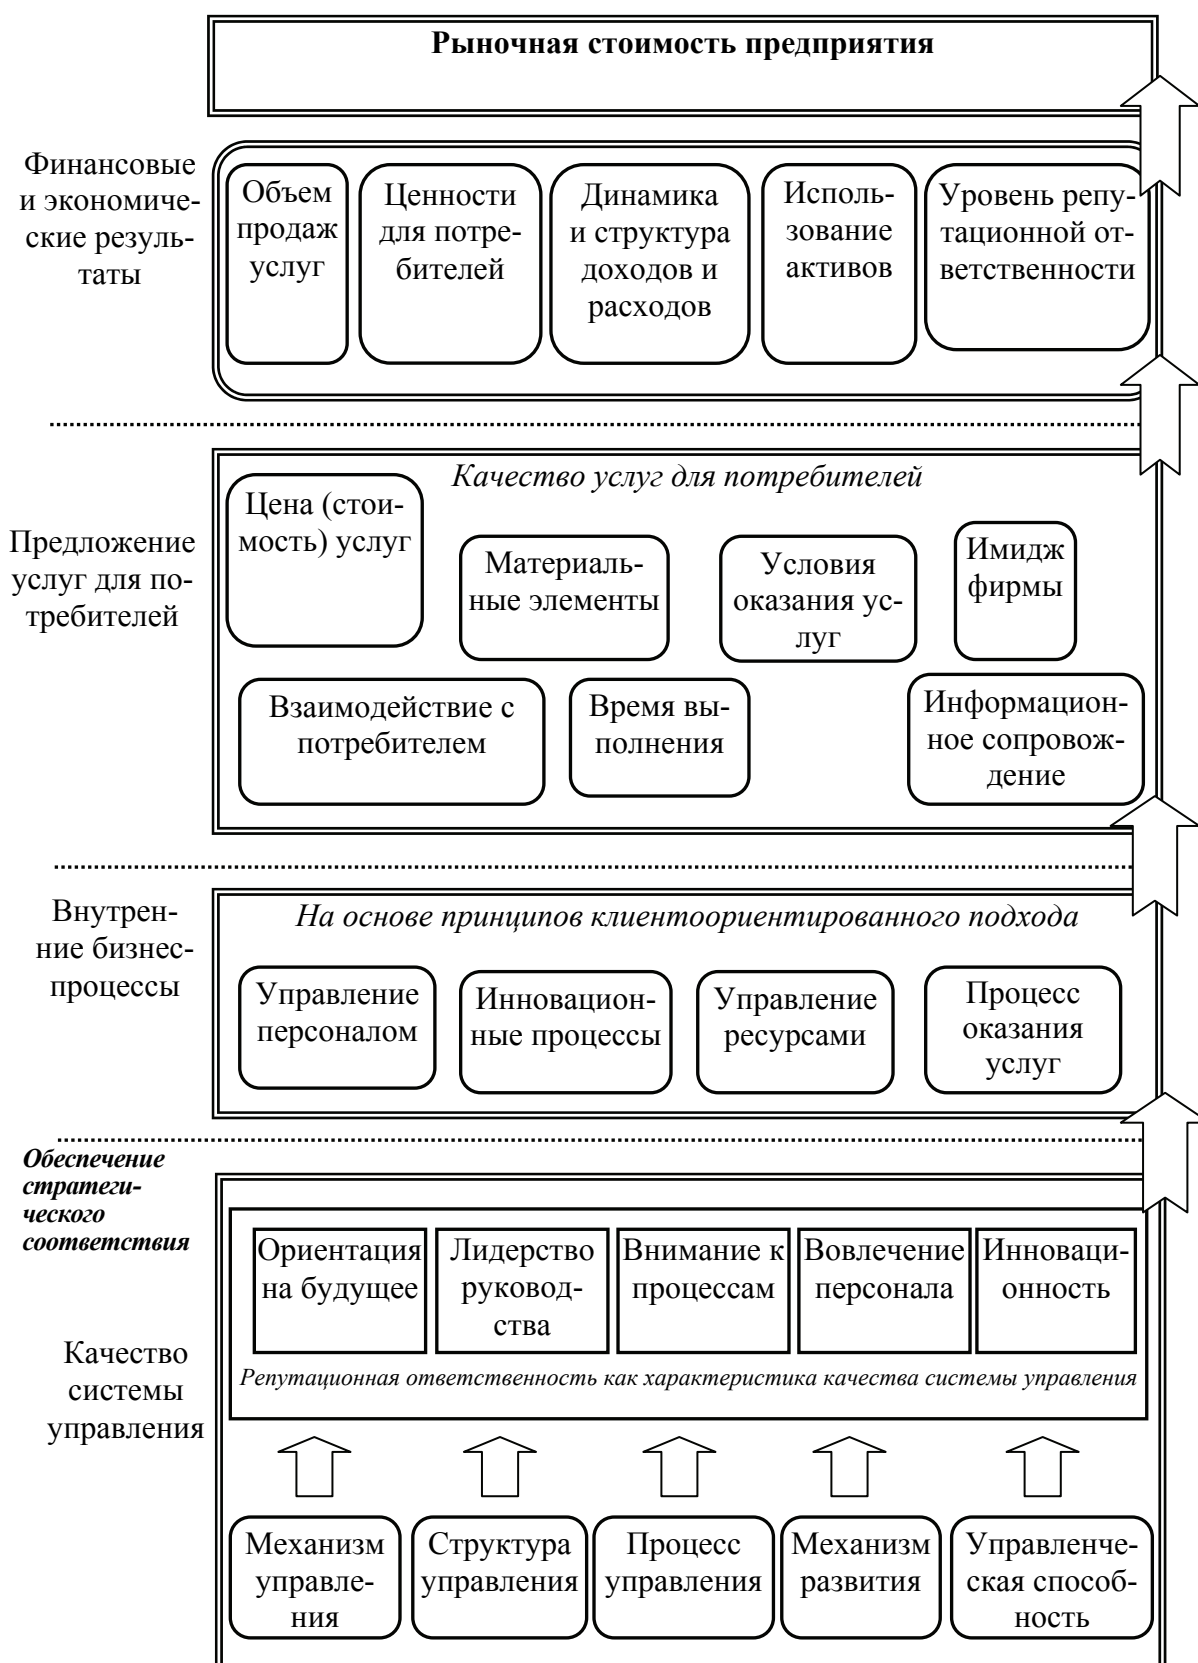 Рыночная стоимость предприятия
Финансовые
и экономиче-
ские резуль-
таты
Объем
продаж
услуг
Ценности
для потре-
бителей
Динамика
и структура
доходов и
расходов
Исполь-
зование
активов
Уровень репу-
тационной от-
ветственности
Предложение
услуг для по-
требителей
Качество услуг для потребителей
Цена (стои-
мость) услуг
Материаль-
ные элементы
Условия
оказания ус-
луг
Имидж
фирмы
Взаимодействие с
потребителем
Время вы-
полнения
Информацион-
ное сопровож-
дение
Внутрен-
ние бизнес-
процессы
На основе принципов клиентоориентированного подхода
Управление
персоналом
Инновацион-
ные процессы
Управление
ресурсами
Процесс
оказания
услуг
Обеспечение
стратеги-
ческого
соответствия
Качество
системы
управления
Ориентация
на будущее
Лидерство
руковод-
ства
Внимание к
процессам
Вовлечение
персонала
Инноваци-
онность
Репутационная ответственность как характеристика качества системы управления
Механизм
управле-
ния
Структура
управления
Процесс
управления
Механизм
развития
Управленче-
ская способ-
ность